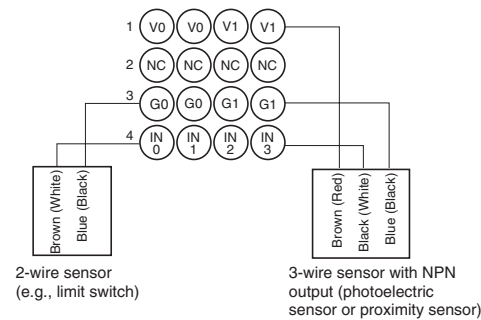 1 V0 V0 V1 V1
2 NC NC NC NC
3 G0 G0 G1 G1
4 IN 0 IN 1 IN 2 IN 3
Brown (White)
Blue (Black)
Brown (Red)
Black (White)
Blue (Black)
2-wire sensor
(e.g., limit switch)
3-wire sensor with NPN
output (photoelectric
sensor or proximity sensor)